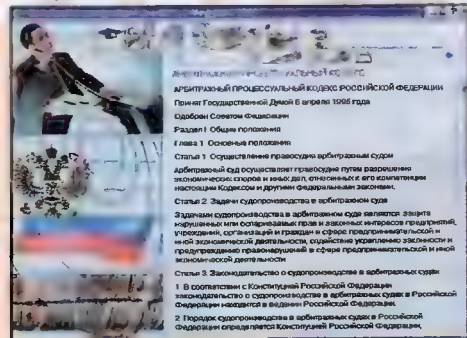 АРБИТРАЖНЫЙ ПРОЦЕССУАЛЬНЫЙ КОДЕКС РОССИЙСКОЙ ФЕДЕРАЦИИ
Принят Государственной Думой 5 апреля 1995 года
Одобрен Советом Федерации
Раздел I Общие положения
Глава 1 Основные положения
Статья 1 Осуществление правосудия арбитражным судом
Арбитражный суд осуществляет правосудие путем разрешения
экономических споров и иных дел, отнесенных к его компетенции
настоящим Кодексом и другими федеральными законами.
Статья 2 Задачи судопроизводства в арбитражном суде
Задачами судопроизводства в арбитражном суде являются защита
нарушенных или оспариваемых прав и законных интересов предприятий,
учреждений, организаций и граждан в сфере предпринимательской и
иной экономической деятельности, содействие укреплению законности и
предупреждению правонарушений в сфере предпринимательской и иной
экономической деятельности
Статья 3 Законодательство о судопроизводстве в арбитражных судах
1 В соответствии с Конституцией Российской Федерации
законодательство о судопроизводстве в арбитражных судах в Российской
Федерации находится в ведении Российской Федерации.
2 Порядок судопроизводства в арбитражных судах в Российской
Федерации определяется Конституцией Российской Федерации,